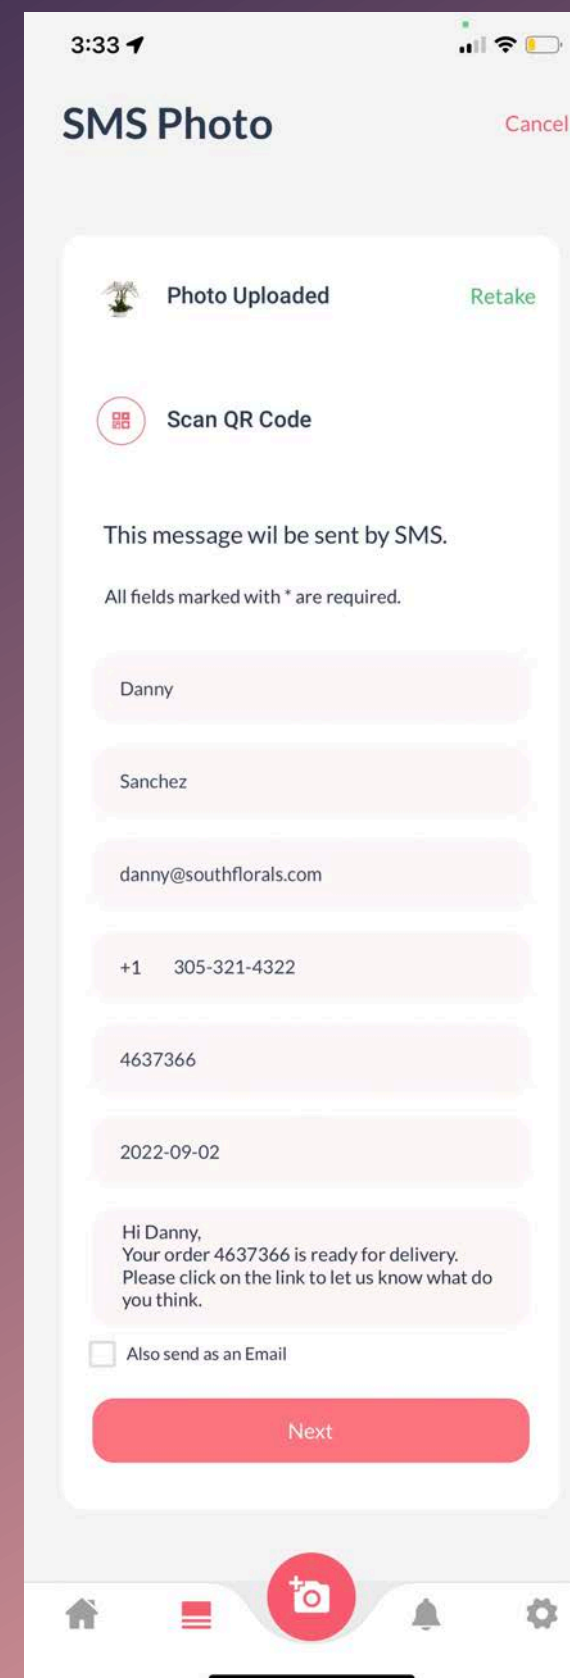 3:33
SMS Photo
Cancel
Photo Uploaded
Retake
Scan QR Code
This message wil be sent by SMS.
All fields marked with * are required.
Danny
Sanchez
danny@southflorals.com
+1 305-321-4322
4637366
2022-09-02
Hi Danny,
Your order 4637366 is ready for delivery.
Please click on the link to let us know what do
you think.
Also send as an Email
Next